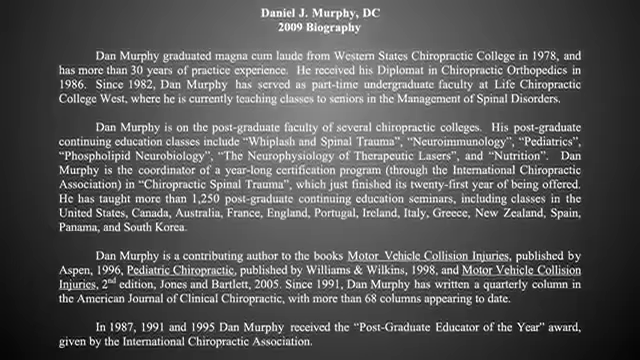 Daniel J. Murphy, DC
2009 Biography
Dan Murphy graduated magna cum laude from Western States Chiropractic College in 1978, and
has more than 30 years of practice experience. He received his Diplomat in Chiropractic Orthopedics in
1986. Since 1982, Dan Murphy has served as part-time undergraduate faculty at Life Chiropractic
College West, where he is currently teaching classes to seniors in the Management of Spinal Disorders.
Dan Murphy is on the post-graduate faculty of several chiropractic colleges. His post-graduate
continuing education classes include “Whiplash and Spinal Trauma”, “Neuroimmunology”, “Pediatrics”,
“Phospholipid Neurobiology”, “The Neurophysiology of Therapeutic Lasers”, and “Nutrition”. Dan
Murphy is the coordinator of a year-long certification program (through the International Chiropractic
Association) in “Chiropractic Spinal Trauma”, which just finished its twenty-first year of being offered.
He has taught more than 1,250 post-graduate continuing education seminars, including classes in the
United States, Canada, Australia, France, England, Portugal, Ireland, Italy, Greece, New Zealand, Spain,
Panama, and South Korea.
Dan Murphy is a contributing author to the books Motor Vehicle Collision Injuries, published by
Aspen, 1996, Pediatric Chiropractic, published by Williams & Wilkins, 1998, and Motor Vehicle Collision
Injuries, 2nd edition, Jones and Bartlett, 2005. Since 1991, Dan Murphy has written a quarterly column in
the American Journal of Clinical Chiropractic, with more than 68 columns appearing to date.
In 1987, 1991 and 1995 Dan Murphy received the “Post-Graduate Educator of the Year” award,
given by the International Chiropractic Association.